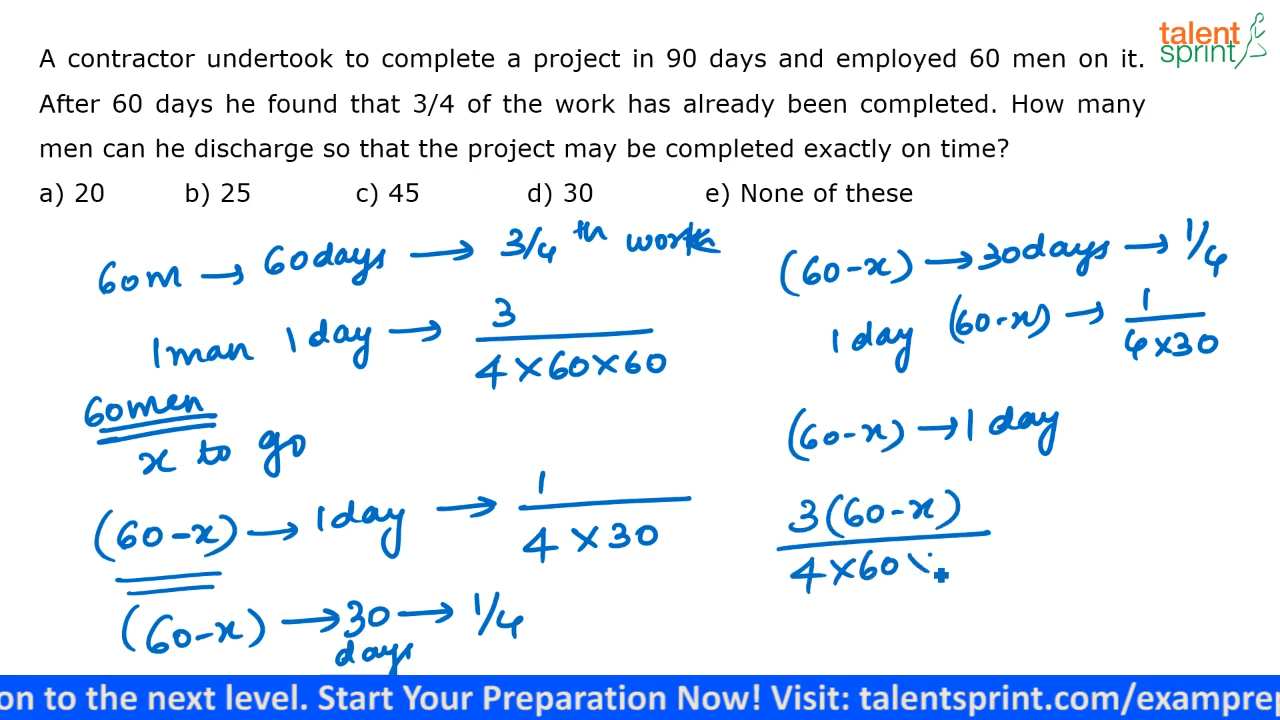 talent
sprint
A contractor undertook to complete a project in 90 days and employed 60 men on it.
After 60 days he found that 3/4 of the work has already been completed. How many
men can he discharge so that the project may be completed exactly on time?
a) 20 b) 25 c) 45 d) 30 e) None of these
60m → 60days → 3/4 th work
1man 1day → 3
4×60×60
60men
x to go
(60-x) → 1day → 1
4×30
(60-x) → 30 → 1/4
days
(60-x) → 30days → 1/4
1day (60-x) → 1
4×30
(60-x) → 1 day
3(60-x)
4×60
on to the next level. Start Your Preparation Now! Visit: talentsprint.com/examprep